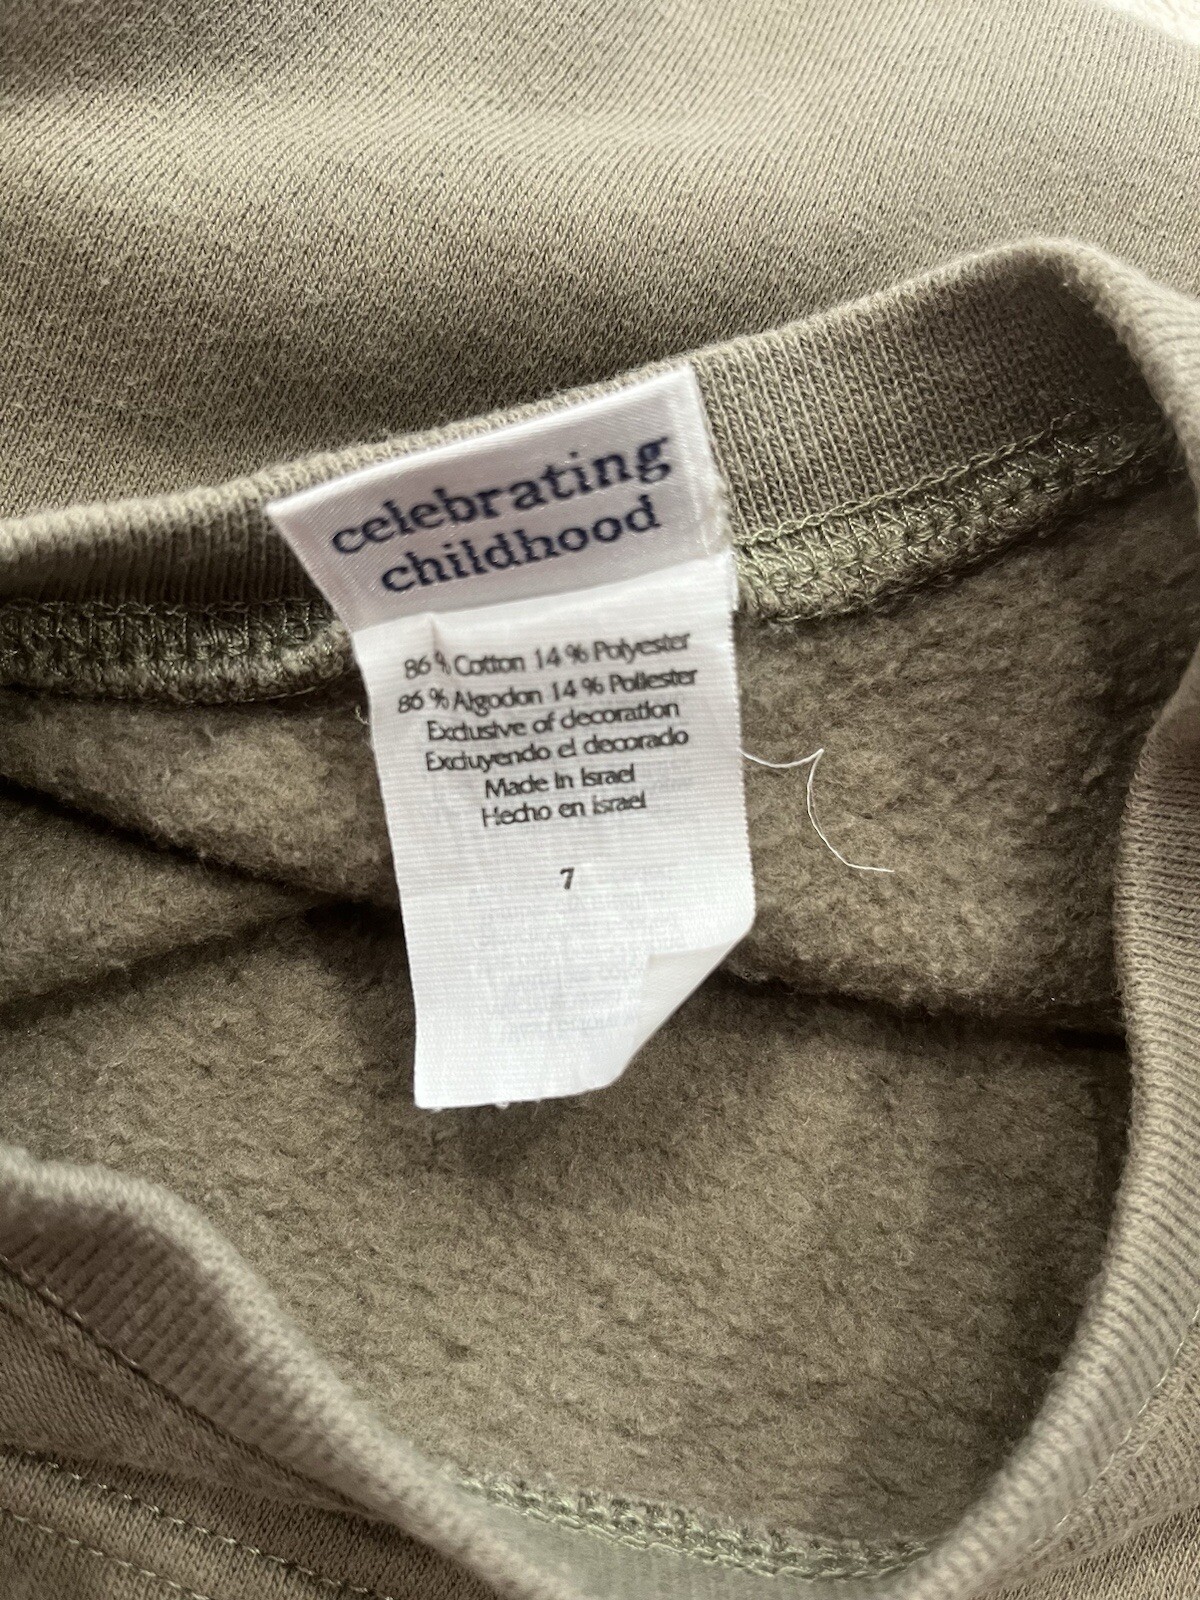 celebrating
childhood
86 % Cotton 14 % Polyester
86 % Algodon 14 % Poliester
Exclusive of decoration
Excluyendo el decorado
Made In Israel
Hecho en israel
7